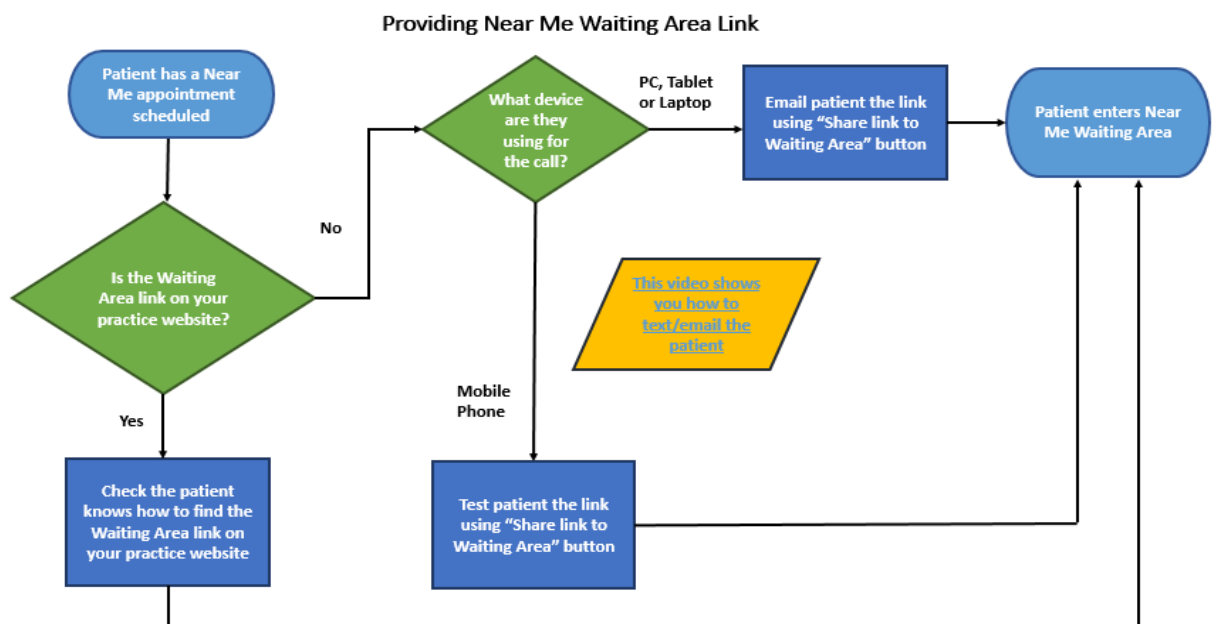 Providing Near Me Waiting Area Link
Patient has a Near
Me appointment
scheduled
Is the Waiting
Area link on your
practice website?
No
Yes
Check the patient
knows how to find the
Waiting Area link on
your practice website
What device
are they
using for
the call?
PC, Tablet
or Laptop
Email patient the link
using “Share link to
Waiting Area” button
Patient enters Near
Me Waiting Area
This video shows
you how to
text/email the
patient
Mobile
Phone
Test patient the link
using “Share link to
Waiting Area” button